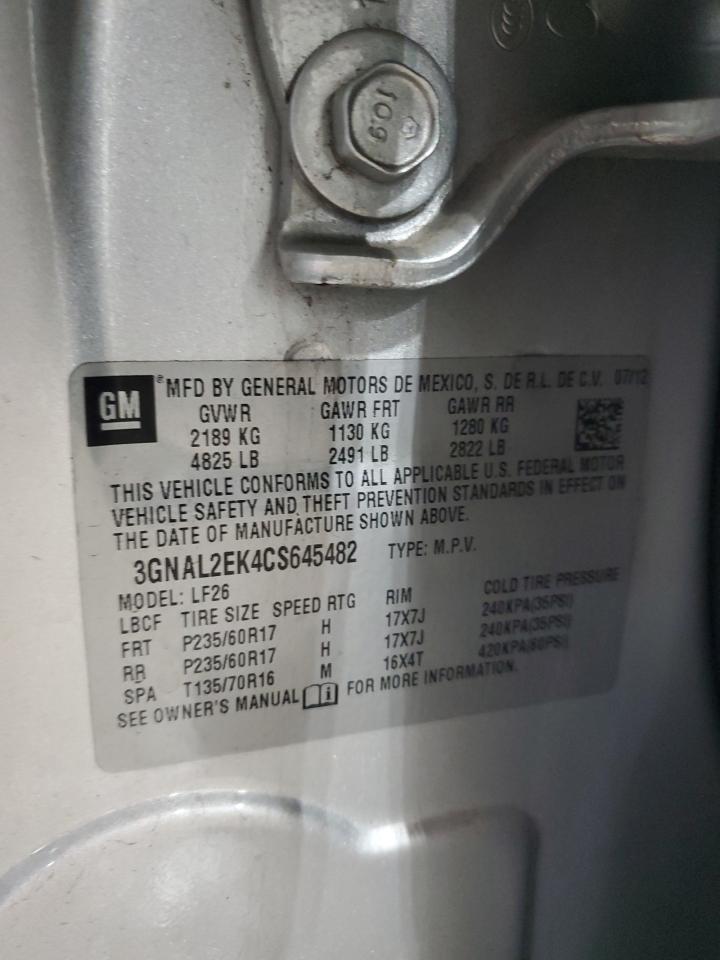 10.9
GM
® MFD BY GENERAL MOTORS DE MEXICO, S. DE R.L. DE C.V. 07/12
GVWR GAWR FRT GAWR RR
2189 KG 1130 KG 1280 KG
4825 LB 2491 LB 2822 LB
THIS VEHICLE CONFORMS TO ALL APPLICABLE U.S. FEDERAL MOTOR
VEHICLE SAFETY AND THEFT PREVENTION STANDARDS IN EFFECT ON
THE DATE OF MANUFACTURE SHOWN ABOVE.
3GNAL2EK4CS645482 TYPE: M.P.V.
MODEL: LF26
LBCF TIRE SIZE SPEED RTG RIM COLD TIRE PRESSURE
FRT P235/60R17 H 17X7J 240KPA(35PSI)
RR P235/60R17 H 17X7J 240KPA(35PSI)
SPA T135/70R16 M 16X4T 420KPA(60PSI)
SEE OWNER'S MANUAL FOR MORE INFORMATION.